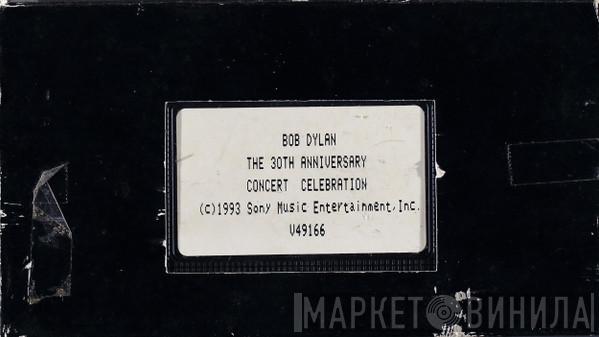 BOB DYLAN
THE 30TH ANNIVERSARY
CONCERT CELEBRATION
(c)1993 Sony Music Entertainment, Inc.
V49166
МАРКЕТ ВИНИЛА